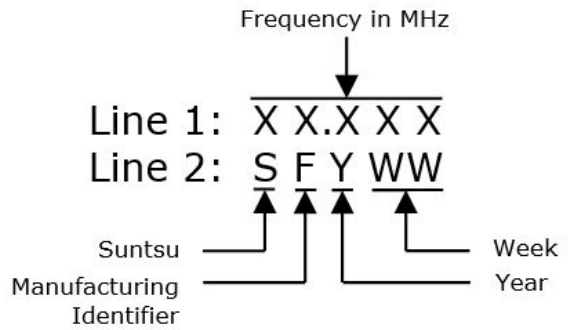 Frequency in MHz
Line 1: X X.X X X
Line 2: S F Y WW
Suntsu
Week
Manufacturing
Identifier
Year